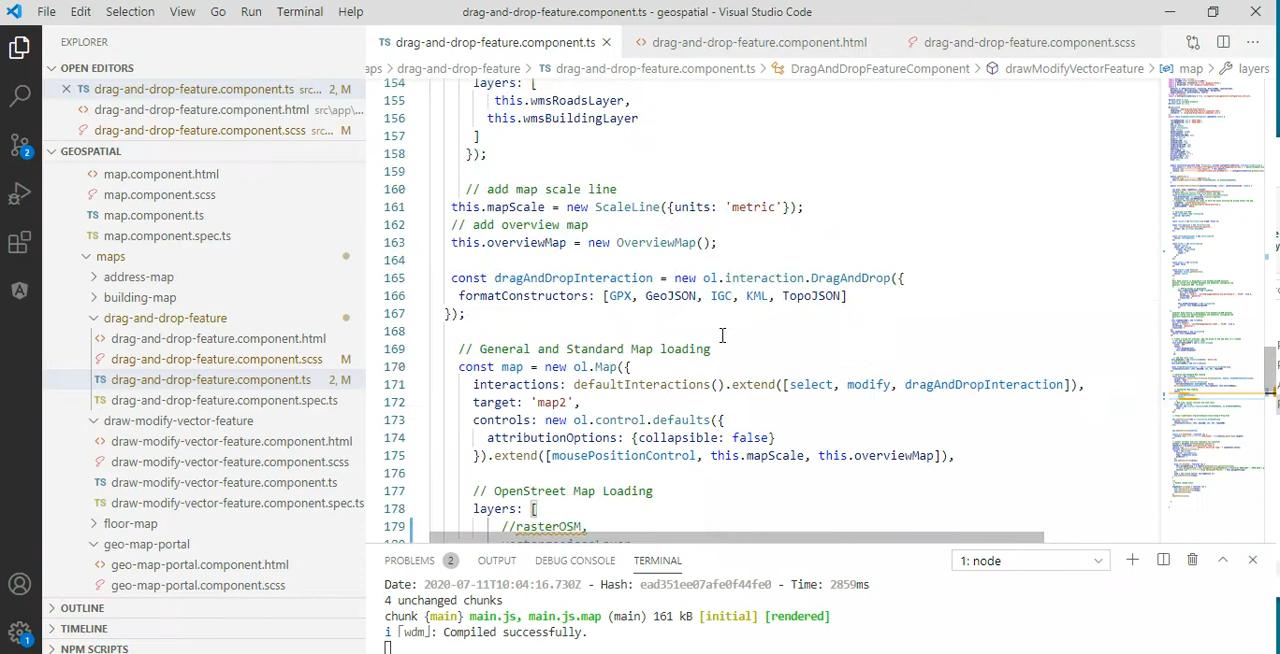 File Edit Selection View Go Run Terminal Help
drag-and-drop-feature.component.ts - geospatial - Visual Studio Code
EXPLORER
OPEN EDITORS
TS drag-and-drop-feature.component.ts src... 2, M
<> drag-and-drop-feature.component.html src\app\...
drag-and-drop-feature.component.scss src... M
GEOSPATIAL
<> map.component.html
map.component.scss
TS map.component.ts
TS map.component.spec.ts
maps
address-map
building-map
drag-and-drop-feature
<> drag-and-drop-feature.component.html
drag-and-drop-feature.component.scss M
TS drag-and-drop-feature.component.ts 2, M
drag-and-drop-feature.component.spec.ts
draw-modify-vector-feature
<> draw-modify-vector-feature.component.html
draw-modify-vector-feature.component.scss
TS draw-modify-vector-feature.component.ts
TS draw-modify-vector-feature.component.spec.ts
floor-map
geo-map-portal
<> geo-map-portal.component.html
geo-map-portal.component.scss
OUTLINE
TIMELINE
NPM SCRIPTS
2
1
TS drag-and-drop-feature.component.ts
<> drag-and-drop-feature.component.html
drag-and-drop-feature.component.scss
aps > drag-and-drop-feature > TS drag-and-drop-feature.component.ts > DragAndDropFeatureComponent > drawModifyVectorFeature > map > layers
154 layers: [
155 this.wmsRoadsLayer,
156 this.wmsBuildingLayer
157 ]
158 });
159
160 // add map scale line
161 this.mapScale = new ScaleLine({units: 'metric'});
162 // add overview map
163 this.overviewMap = new OverviewMap();
164
165 const dragAndDropInteraction = new ol.interaction.DragAndDrop({
166 formatConstructors: [GPX, GeoJSON, IGC, KML, TopoJSON]
167 });
168
169 // General and Standard Map loading
170 const map = new ol.Map({
171 interactions: defaultInteractions().extend([select, modify, dragAndDropInteraction]),
172 target: 'map2',
173 controls: new ol.control.defaults({
174 attributionOptions: {collapsible: false}
175 }).extend([mousePositionControl, this.mapScale, this.overviewMap]),
176
177 // OpenStreet Map Loading
178 layers: [
179 //rasterOSM,
PROBLEMS 2 OUTPUT DEBUG CONSOLE TERMINAL
1: node
Date: 2020-07-11T10:04:16.730Z - Hash: ead351ee07afe0f44fe0 - Time: 2859ms
4 unchanged chunks
chunk {main} main.js, main.js.map (main) 161 kB [initial] [rendered]
i ｢wdm｣: Compiled successfully.